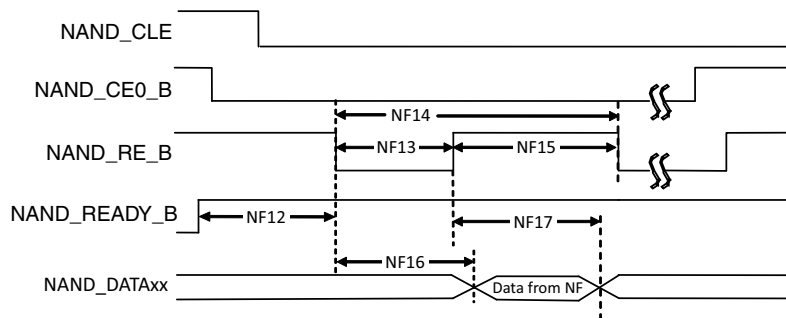 NAND_CLE
NAND_CE0_B
NF14
NAND_RE_B
NF13
NF15
NAND_READY_B
NF12
NF17
NF16
NAND_DATAxx
Data from NF